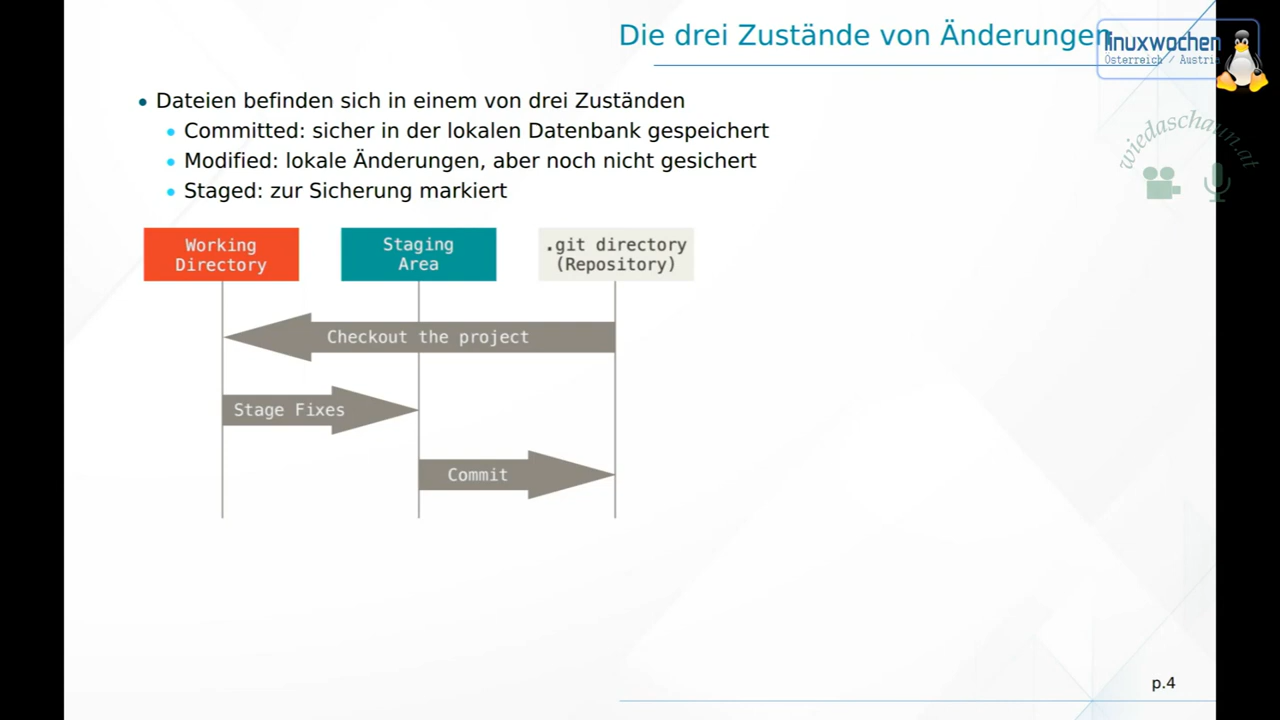 Die drei Zustände von Änderungen
linuxwochen
Österreich / Austria
wiedaschaun.at
Dateien befinden sich in einem von drei Zuständen
Committed: sicher in der lokalen Datenbank gespeichert
Modified: lokale Änderungen, aber noch nicht gesichert
Staged: zur Sicherung markiert
Working
Directory
Staging
Area
.git directory
(Repository)
Checkout the project
Stage Fixes
Commit
p.4